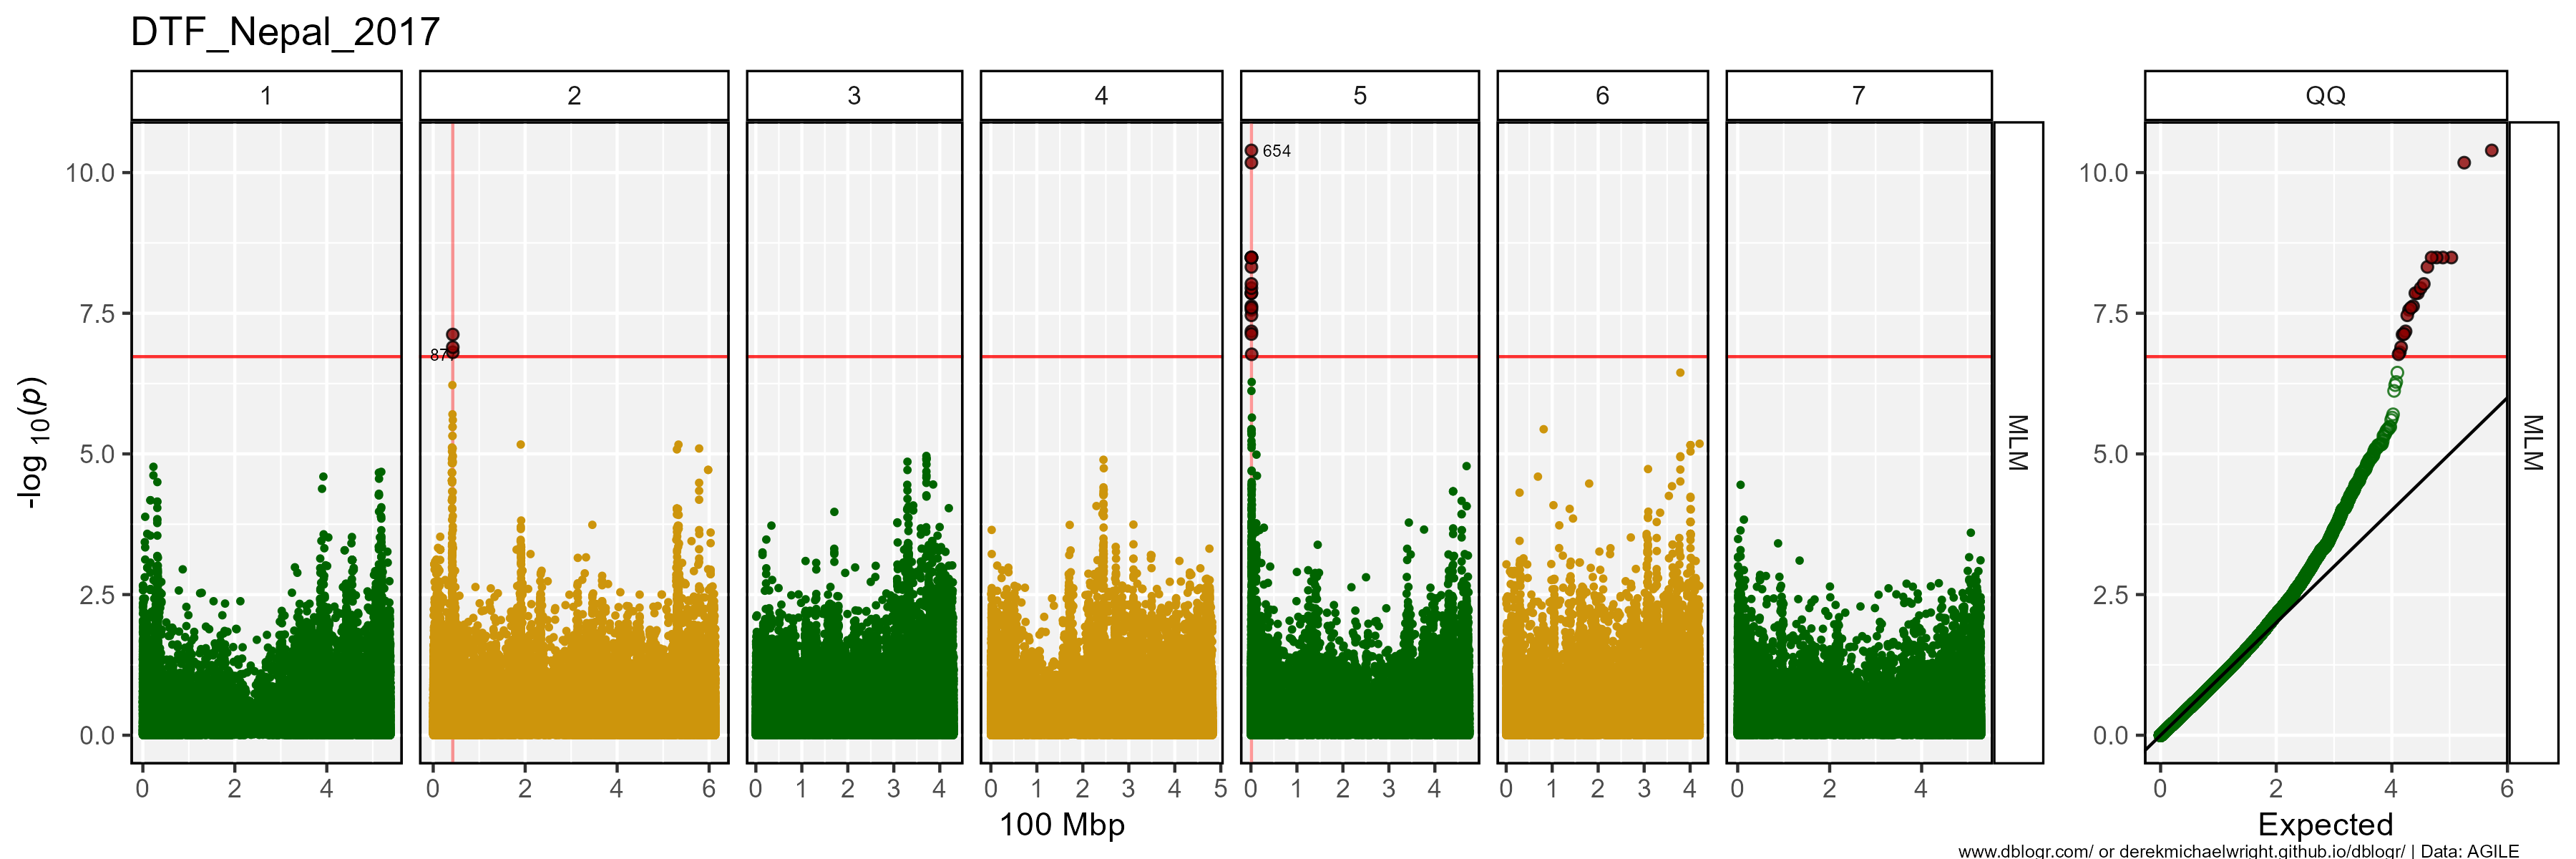 DTF_Nepal_2017
1 2 3 4 5 6 7 QQ
10.0 7.5 5.0 2.5 0.0
-log 10(p)
654
MLM
10.0 7.5 5.0 2.5 0.0
MLM
0 2 4 0 2 4 6 0 1 2 3 4 0 1 2 3 4 5 0 1 2 3 4 0 1 2 3 4 0 2 4 0 2 4 6
100 Mbp Expected
www.dblogr.com/ or derekmichaelwright.github.io/dblogr/ | Data: AGILE